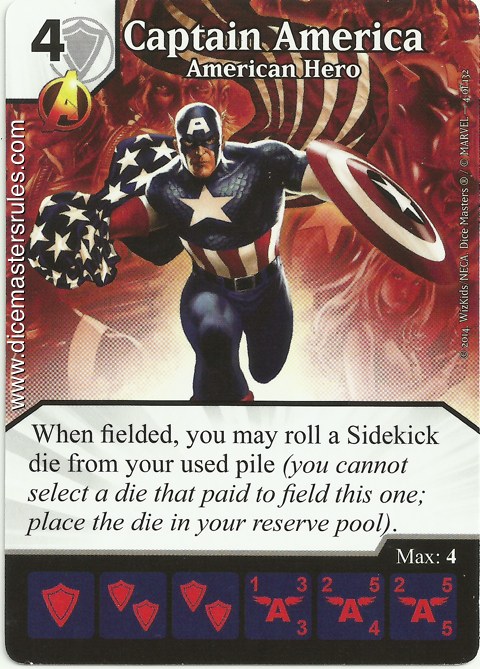 4
Captain America
American Hero
A
A
www.dicemastersrules.com
© 2014 WizKids/NECA Dice Masters® / © MARVEL – 4 of 132
When fielded, you may roll a Sidekick
die from your used pile (you cannot
select a die that paid to field this one;
place the die in your reserve pool).
Max: 4
1 3 2 5 2 5
A A A
3 4 5